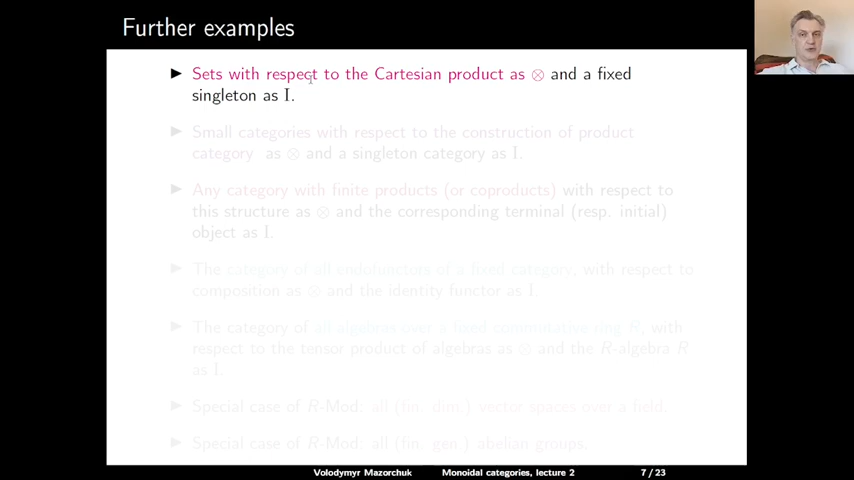 Further examples
▶ Sets with respect to the Cartesian product as ⊗ and a fixed
singleton as I.
▶ Small categories with respect to the construction of product
category as ⊗ and a singleton category as I.
▶ Any category with finite products (or coproducts) with respect to
this structure as ⊗ and the corresponding terminal (resp. initial)
object as I.
▶ The category of all endofunctors of a fixed category, with respect to
composition as ⊗ and the identity functor as I.
▶ The category of all algebras over a fixed commutative ring R, with
respect to the tensor product of algebras as ⊗ and the R-algebra R
as I.
▶ Special case of R-Mod: all (fin. dim.) vector spaces over a field.
▶ Special case of R-Mod: all (fin. gen.) abelian groups.
Volodymyr Mazorchuk Monoidal categories, lecture 2 7 / 23